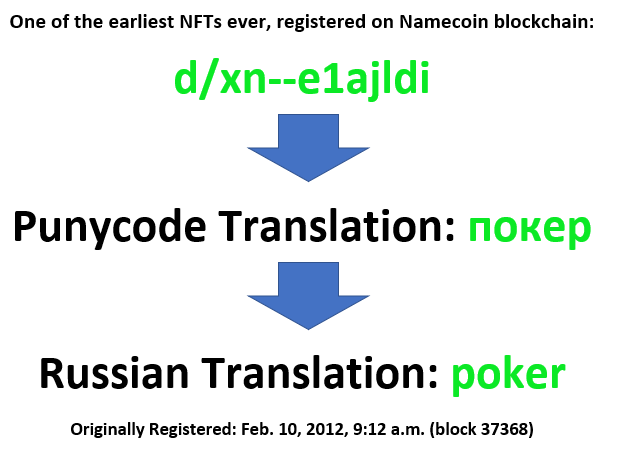 One of the earliest NFTs ever, registered on Namecoin blockchain:
d/xn--e1ajldi
Punycode Translation: покер
Russian Translation: poker
Originally Registered: Feb. 10, 2012, 9:12 a.m. (block 37368)